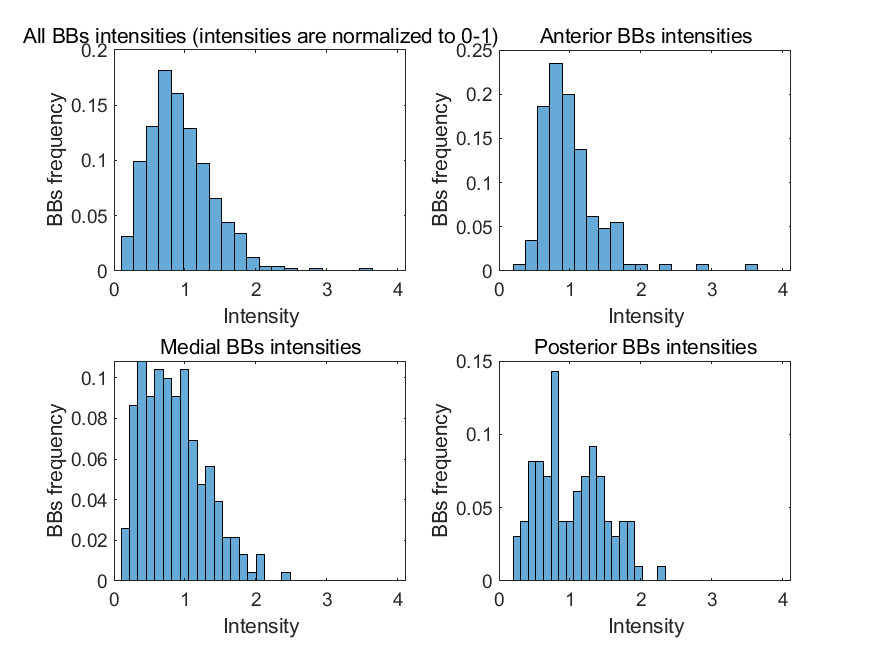 All BBs intensities (intensities are normalized to 0-1)
0.2
0.15
0.1
0.05
0
BBs frequency
0 1 2 3 4
Intensity
Anterior BBs intensities
0.25
0.2
0.15
0.1
0.05
0
BBs frequency
0 1 2 3 4
Intensity
Medial BBs intensities
0.1
0.08
0.06
0.04
0.02
0
BBs frequency
0 1 2 3 4
Intensity
Posterior BBs intensities
0.15
0.1
0.05
0
BBs frequency
0 1 2 3 4
Intensity